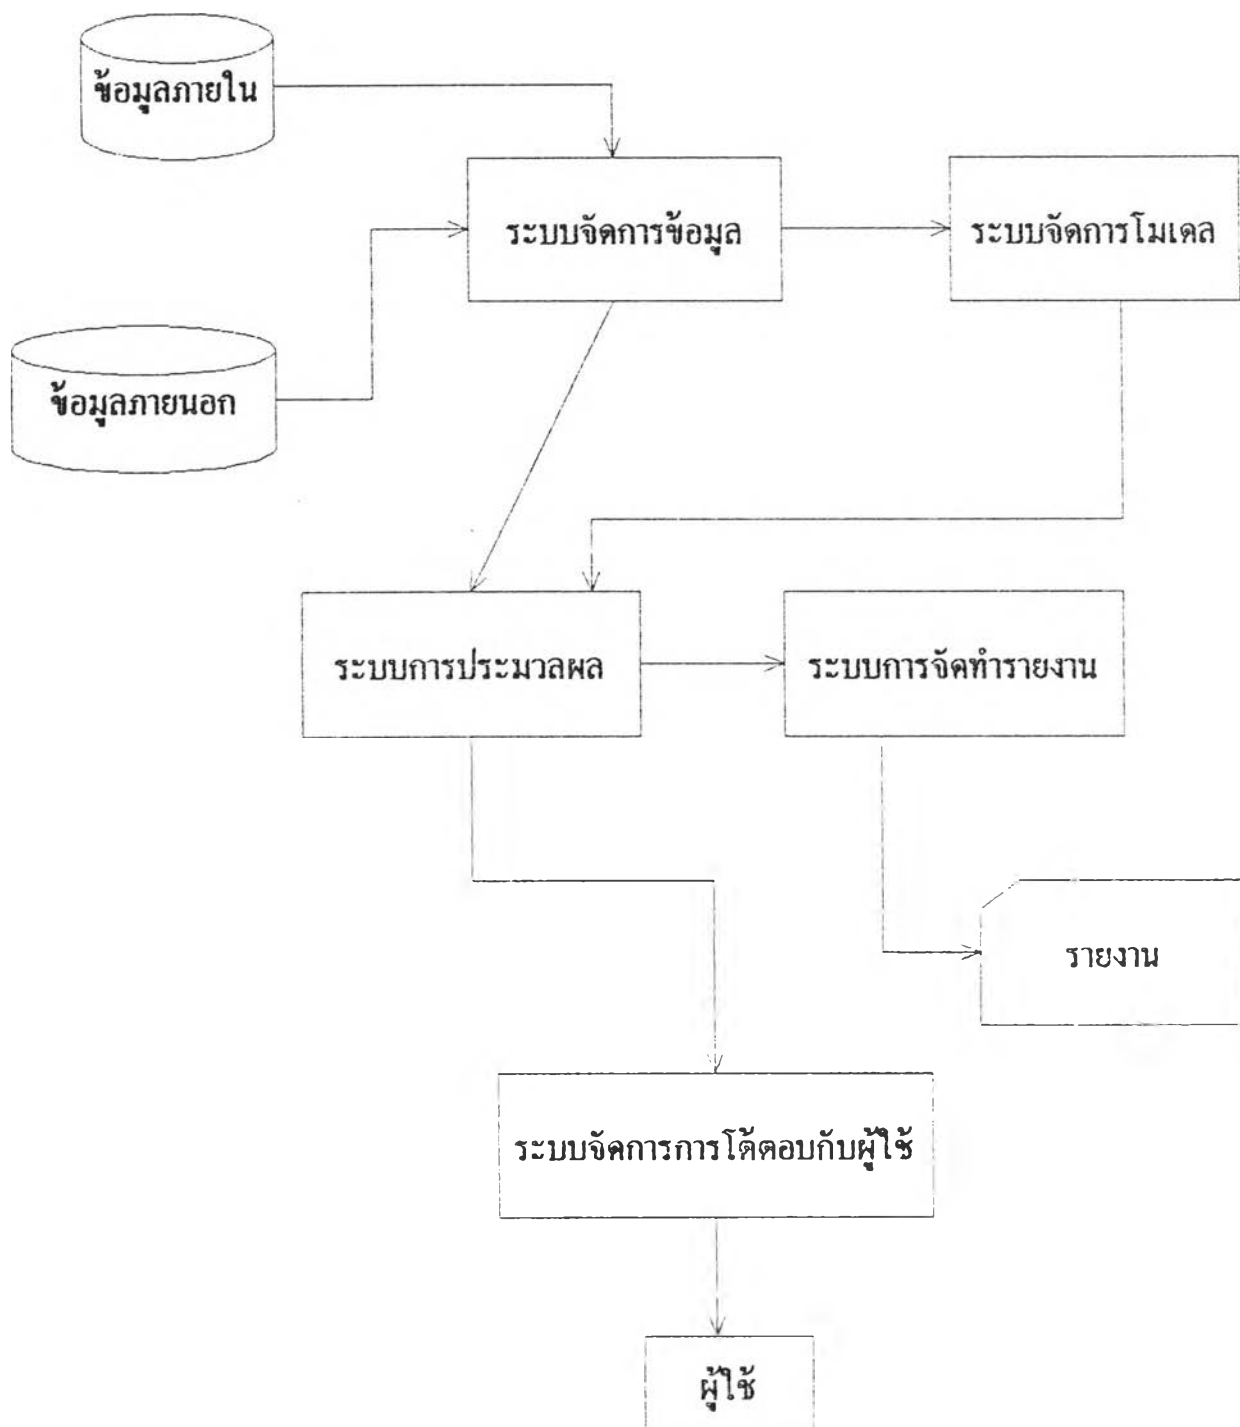 ข้อมูลภายใน
ระบบจัดการข้อมูล
ระบบจัดการโมเดล
ข้อมูลภายนอก
ระบบการประมวลผล
ระบบการจัดทำรายงาน
รายงาน
ระบบจัดการการโต้ตอบกับผู้ใช้
ผู้ใช้